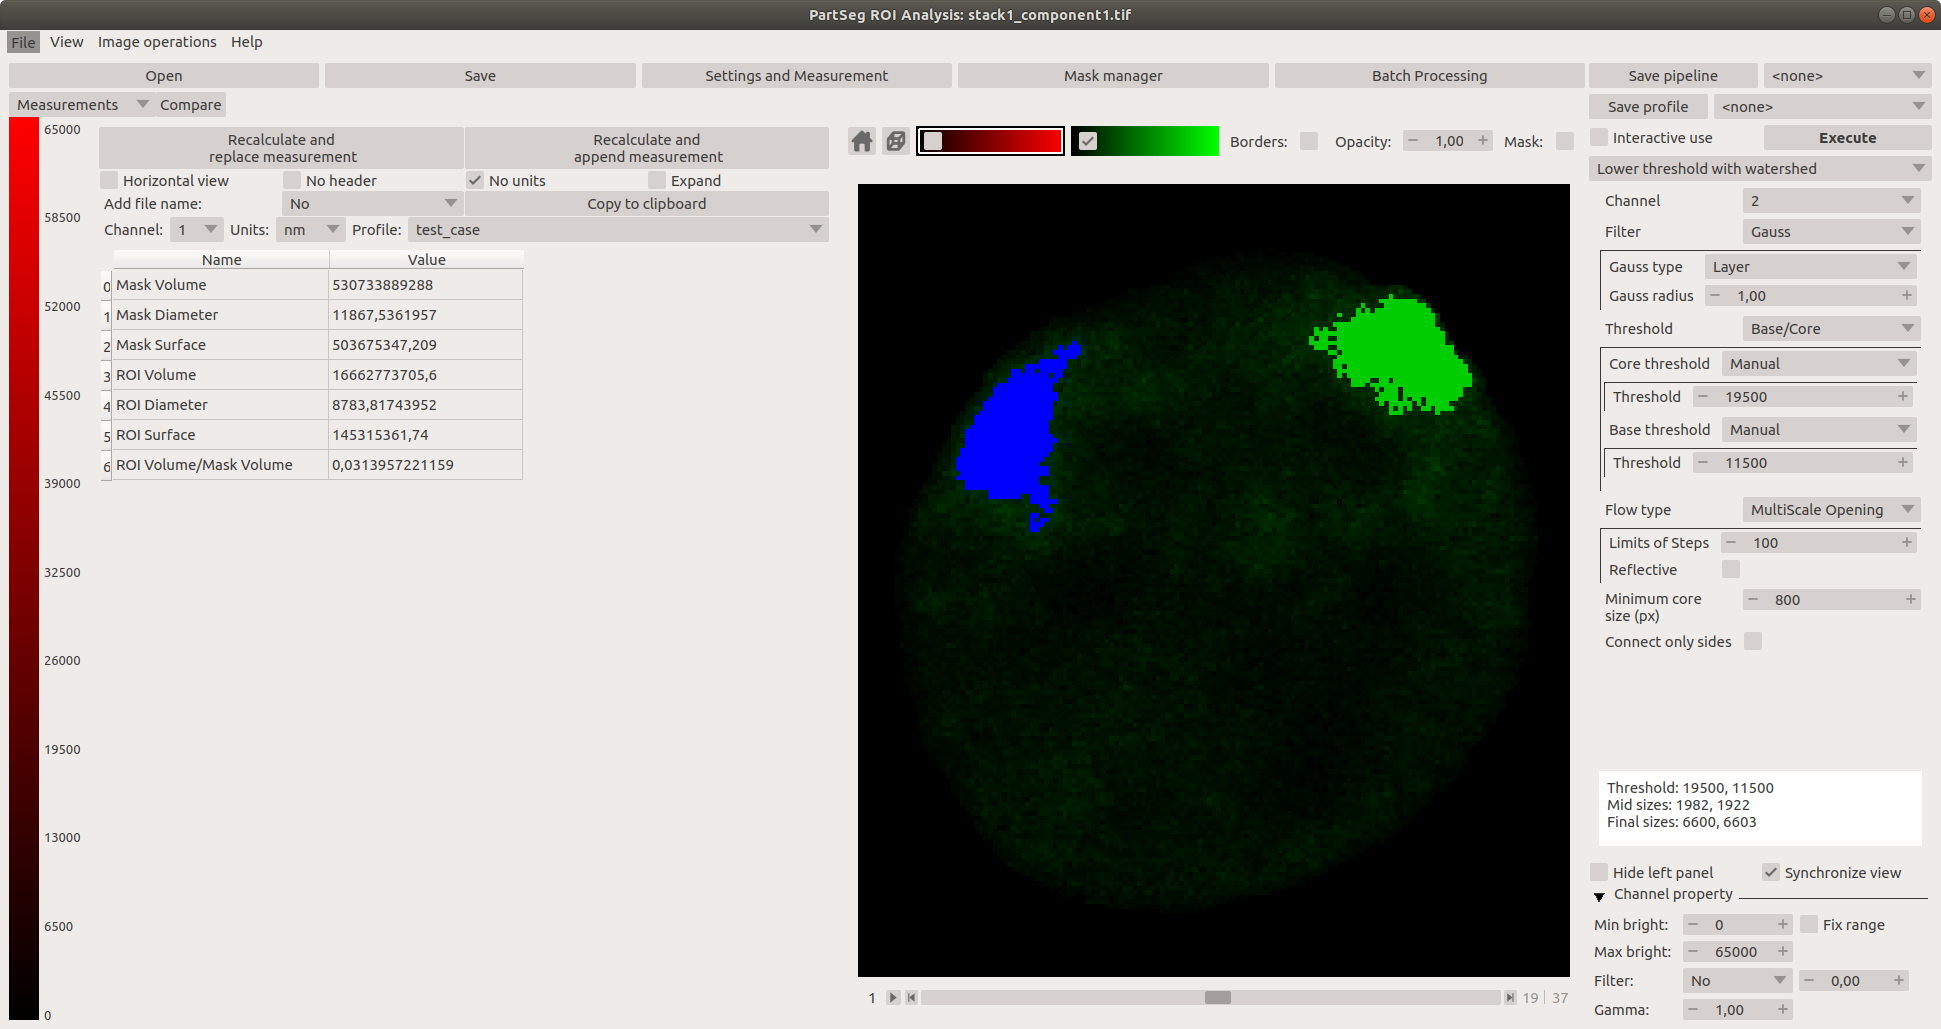 PartSeg ROI Analysis: stack1_component1.tif
File View Image operations Help
Open Save Settings and Measurement Mask manager Batch Processing Save pipeline <none>
Measurements Compare
Save profile <none>
65000
58500
52000
45500
39000
32500
26000
19500
13000
6500
0
Recalculate and
replace measurement
Recalculate and
append measurement
Horizontal view No header No units Expand
Add file name: No Copy to clipboard
Channel: 1 Units: nm Profile: test_case
Name Value
0 Mask Volume 530733889288
1 Mask Diameter 11867,5361957
2 Mask Surface 503675347,209
3 ROI Volume 16662773705,6
4 ROI Diameter 8783,81743952
5 ROI Surface 145315361,74
6 ROI Volume/Mask Volume 0,0313957221159
Borders: Opacity: 1,00 Mask:
1 19 37
Interactive use Execute
Lower threshold with watershed
Channel 2
Filter Gauss
Gauss type Layer
Gauss radius 1,00
Threshold Base/Core
Core threshold Manual
Threshold 19500
Base threshold Manual
Threshold 11500
Flow type MultiScale Opening
Limits of Steps 100
Reflective
Minimum core
size (px)
800
Connect only sides
Threshold: 19500, 11500
Mid sizes: 1982, 1922
Final sizes: 6600, 6603
Hide left panel Synchronize view
Channel property
Min bright: 0 Fix range
Max bright: 65000
Filter: No 0,00
Gamma: 1,00